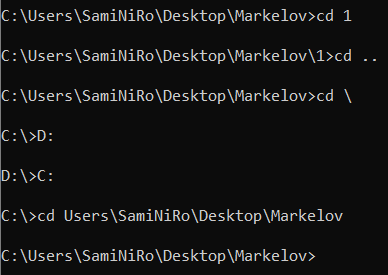 C:\Users\SamiNiRo\Desktop\Markelov>cd 1
C:\Users\SamiNiRo\Desktop\Markelov\1>cd ..
C:\Users\SamiNiRo\Desktop\Markelov>cd \
C:\>D:
D:\>C:
C:\>cd Users\SamiNiRo\Desktop\Markelov
C:\Users\SamiNiRo\Desktop\Markelov>